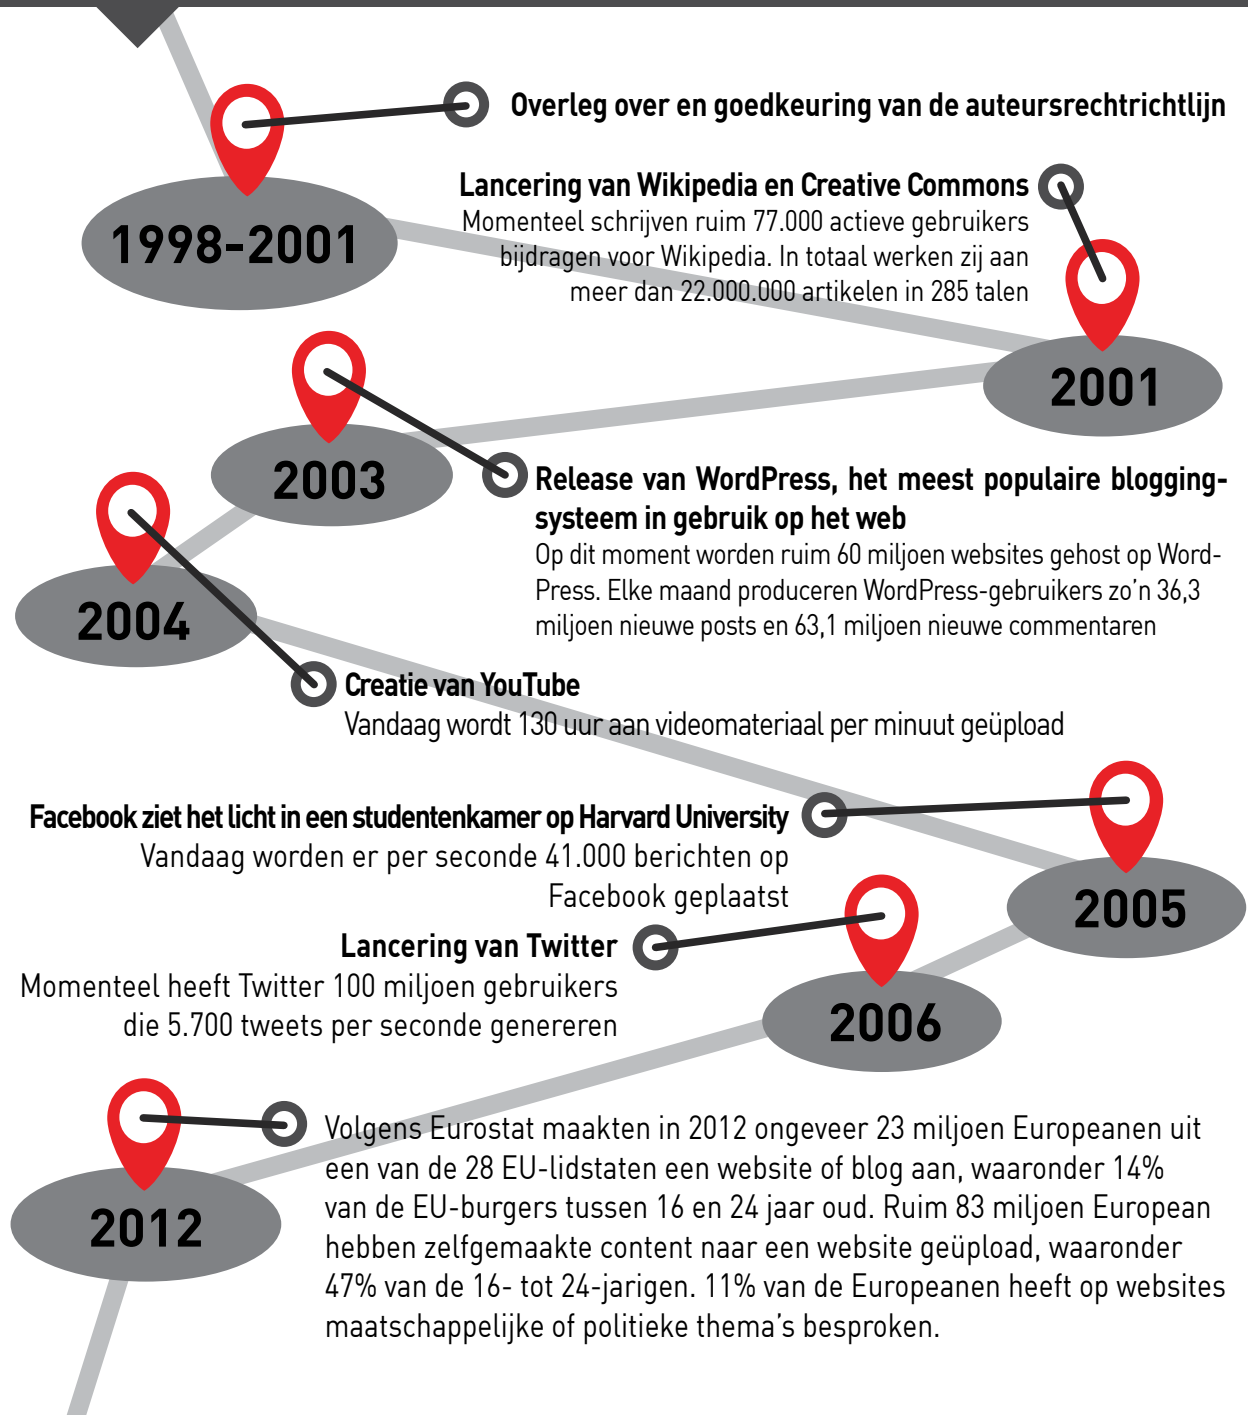 Overleg over en goedkeuring van de auteursrechtrichtlijn
1998-2001
Lancering van Wikipedia en Creative Commons
Momenteel schrijven ruim 77.000 actieve gebruikers
bijdragen voor Wikipedia. In totaal werken zij aan
meer dan 22.000.000 artikelen in 285 talen
2001
2003
Release van WordPress, het meest populaire blogging-
systeem in gebruik op het web
Op dit moment worden ruim 60 miljoen websites gehost op Word-
Press. Elke maand produceren WordPress-gebruikers zo’n 36,3
miljoen nieuwe posts en 63,1 miljoen nieuwe commentaren
2004
Creatie van YouTube
Vandaag wordt 130 uur aan videomateriaal per minuut geüpload
Facebook ziet het licht in een studentenkamer op Harvard University
Vandaag worden er per seconde 41.000 berichten op
Facebook geplaatst
2005
Lancering van Twitter
Momenteel heeft Twitter 100 miljoen gebruikers
die 5.700 tweets per seconde genereren
2006
2012
Volgens Eurostat maakten in 2012 ongeveer 23 miljoen Europeanen uit
een van de 28 EU-lidstaten een website of blog aan, waaronder 14%
van de EU-burgers tussen 16 en 24 jaar oud. Ruim 83 miljoen European
hebben zelfgemaakte content naar een website geüpload, waaronder
47% van de 16- tot 24-jarigen. 11% van de Europeanen heeft op websites
maatschappelijke of politieke thema’s besproken.